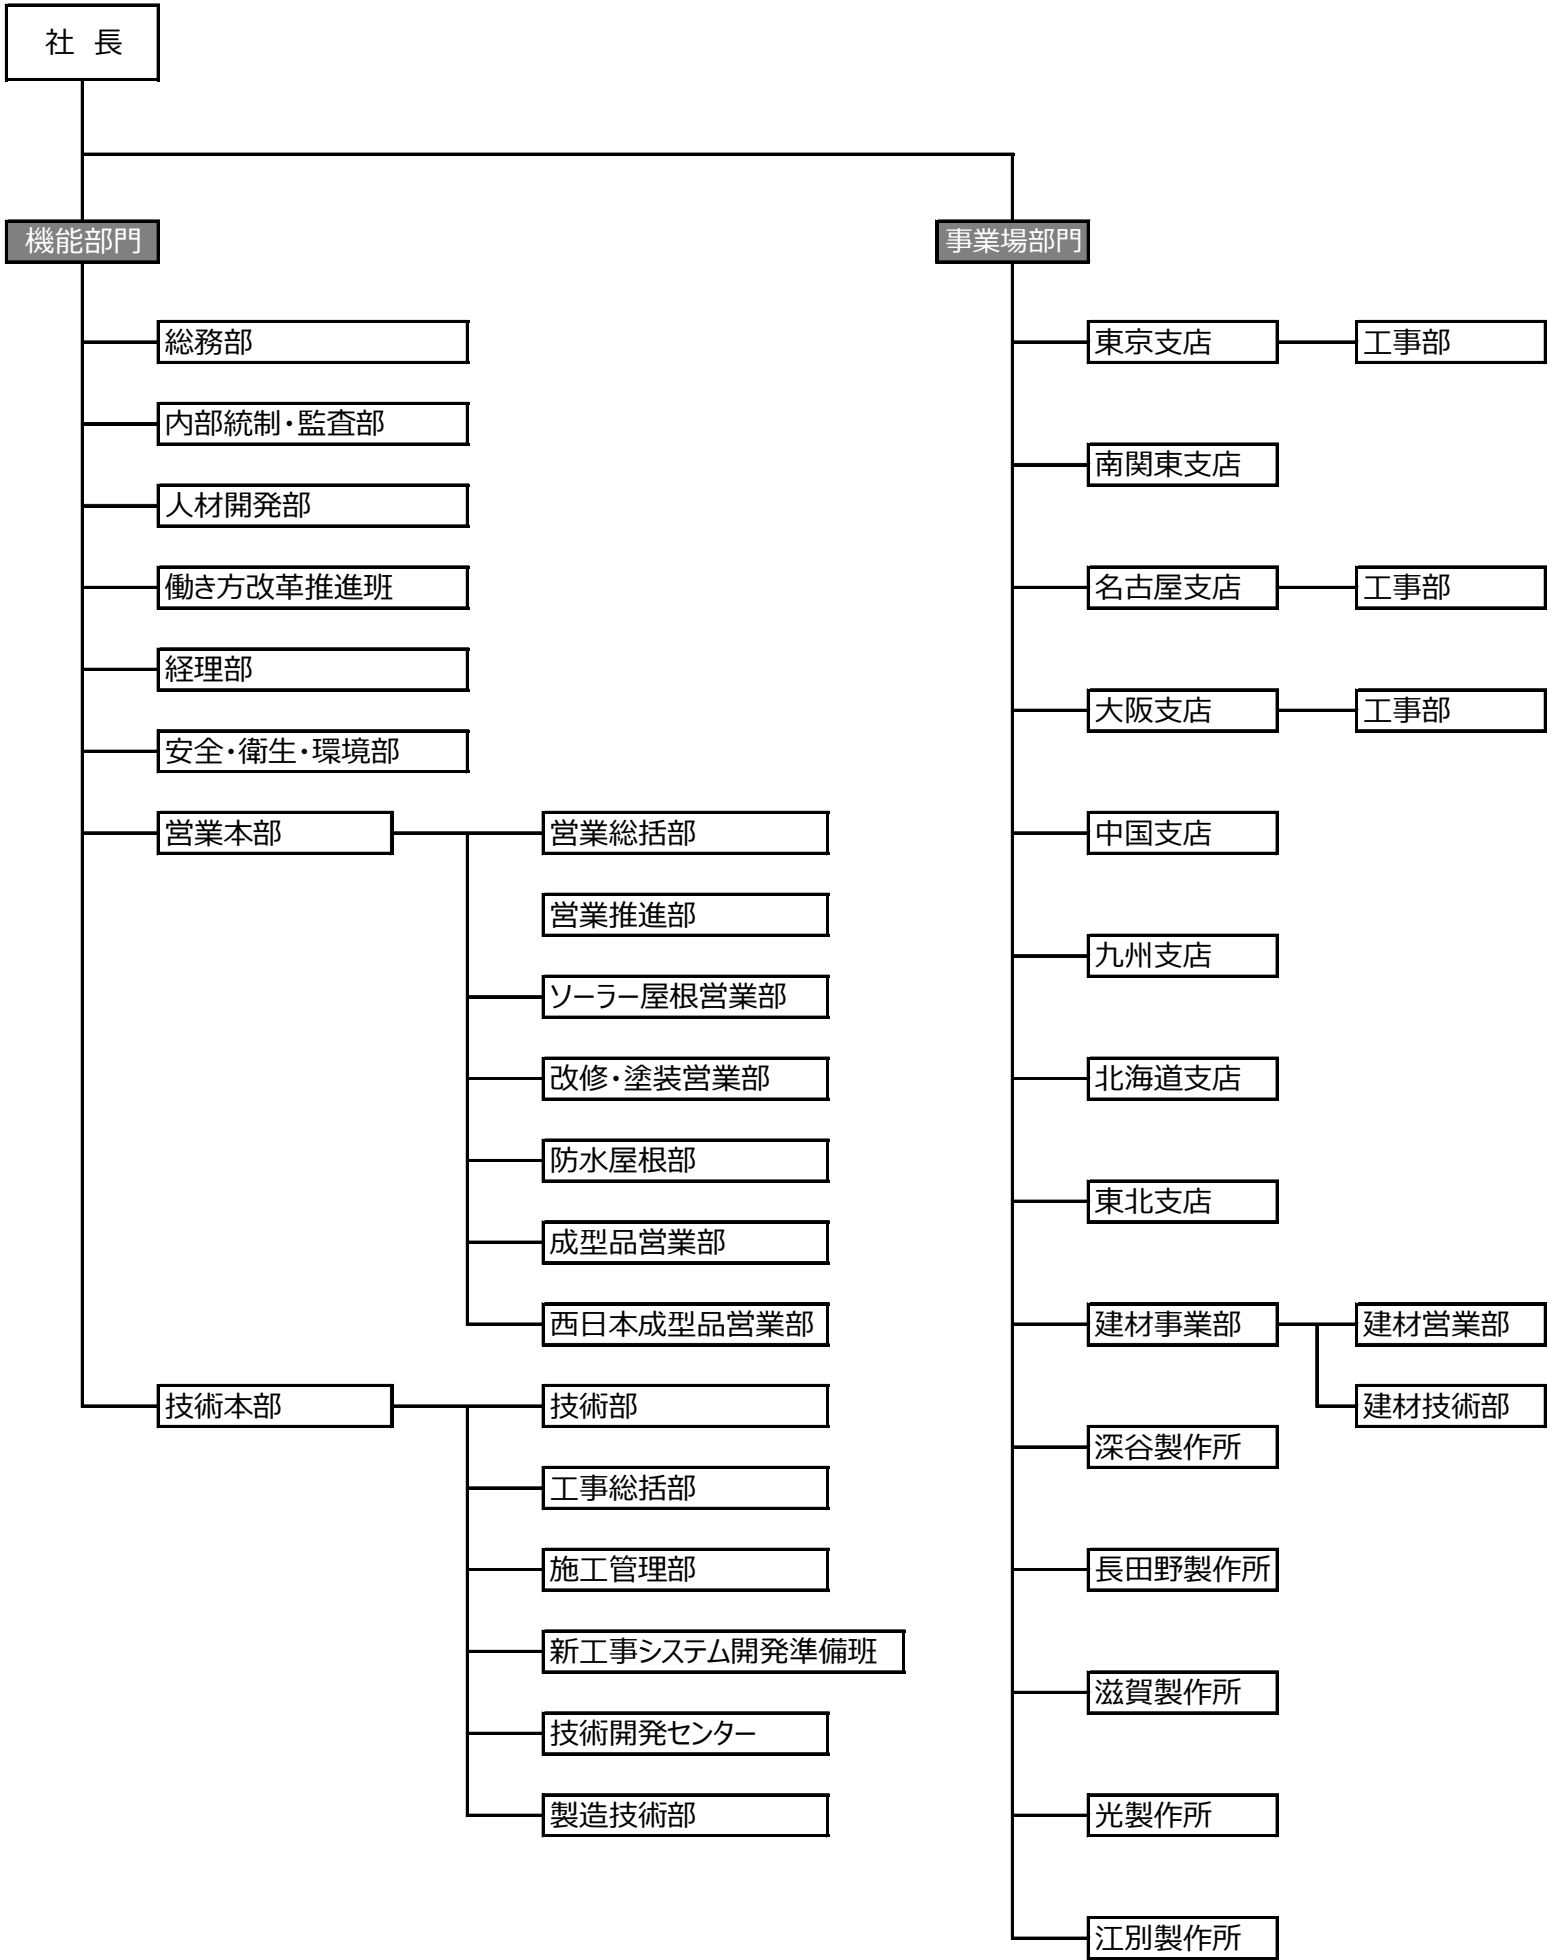 社 長
機能部門
総務部
内部統制・監査部
人材開発部
働き方改革推進班
経理部
安全・衛生・環境部
営業本部
営業総括部
営業推進部
ソーラー屋根営業部
改修・塗装営業部
防水屋根部
成型品営業部
西日本成型品営業部
技術本部
技術部
工事総括部
施工管理部
新工事システム開発準備班
技術開発センター
製造技術部
事業場部門
東京支店
工事部
南関東支店
名古屋支店
工事部
大阪支店
工事部
中国支店
九州支店
北海道支店
東北支店
建材事業部
建材営業部
建材技術部
深谷製作所
長田野製作所
滋賀製作所
光製作所
江別製作所